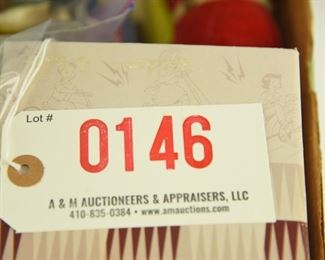 Lot #
0146
A & M AUCTIONEERS & APPRAISERS, LLC
410-835-0384 • www.amauctions.com